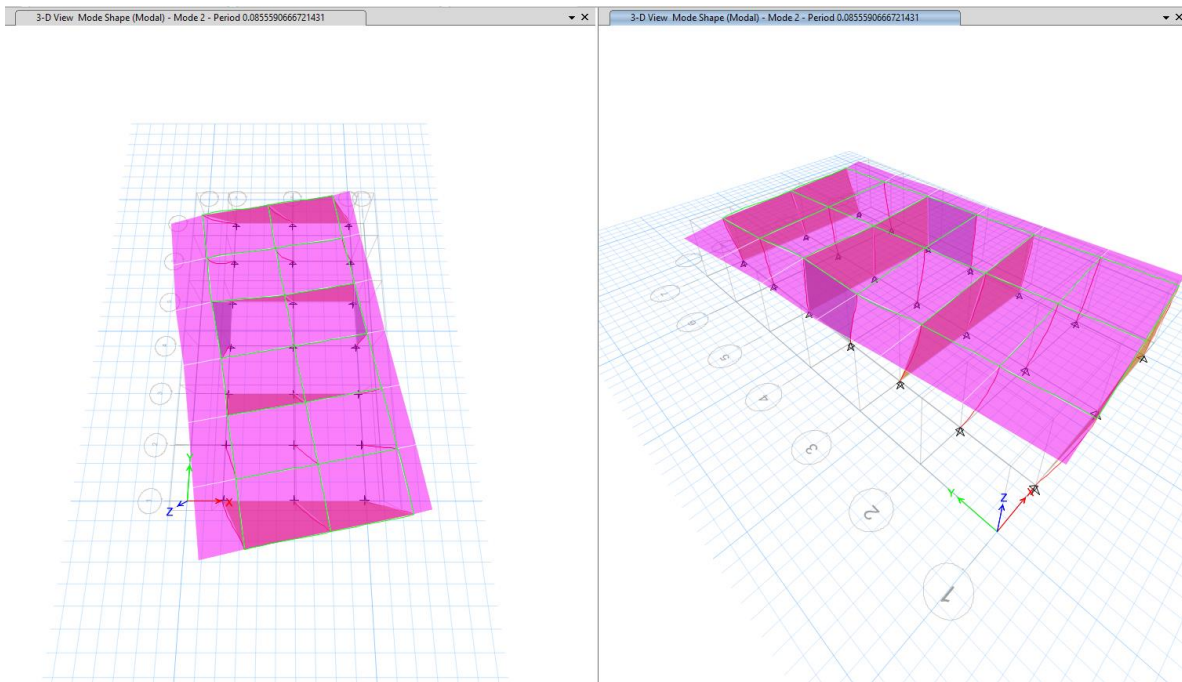 3-D View Mode Shape (Modal) - Mode 2 - Period 0.0855590666721431
3-D View Mode Shape (Modal) - Mode 2 - Period 0.0855590666721431
Y
Z
X
7
6
5
4
3
2
1
Y
Z
X